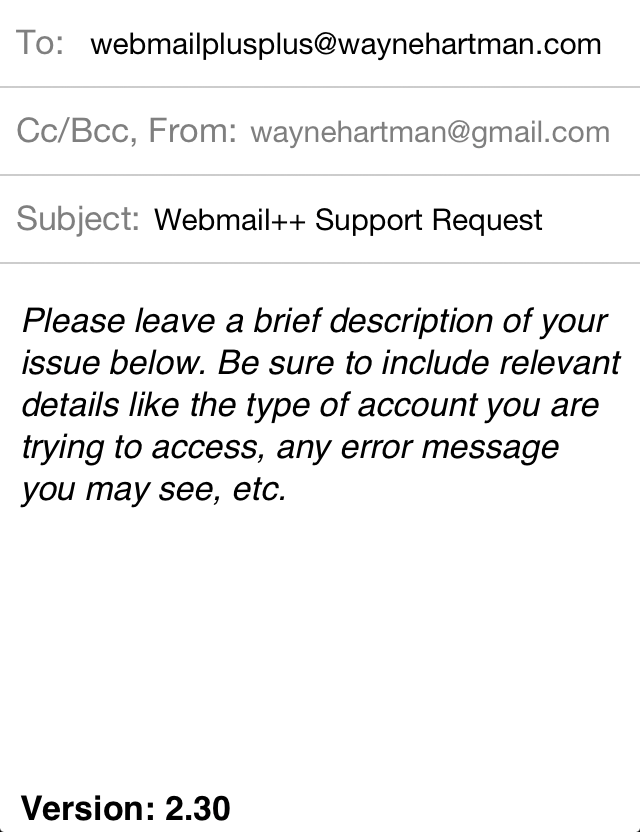 To: webmailplusplus@waynehartman.com
Cc/Bcc, From: waynehartman@gmail.com
Subject: Webmail++ Support Request
Please leave a brief description of your
issue below. Be sure to include relevant
details like the type of account you are
trying to access, any error message
you may see, etc.
Version: 2.30